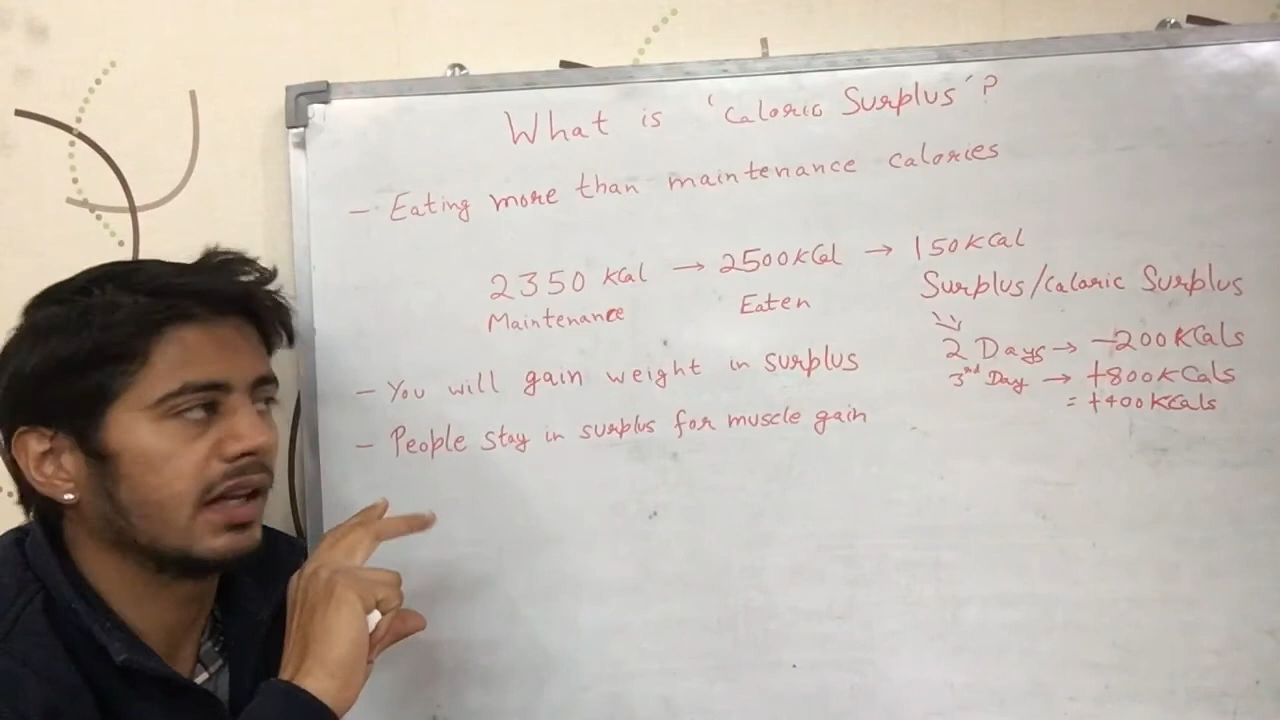 What is 'Caloric Surplus'?
- Eating more than maintenance calories
2350 KCal → 2500KCal → 150KCal
Maintenance Eaten Surplus/Caloric Surplus
2 Days → -200KCals
3rd Day → +800KCals
= +400KCals
- You will gain weight in surplus
- People stay in surplus for muscle gain